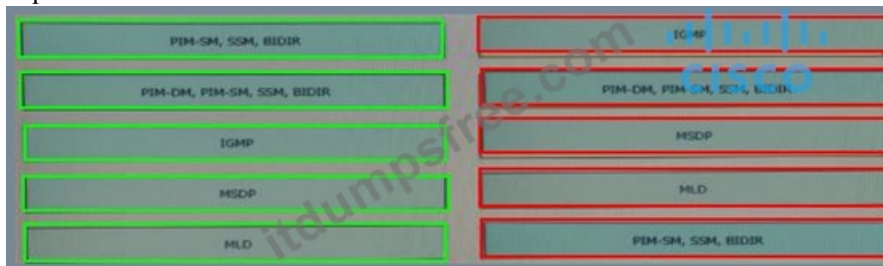 PIM-SM, SSM, BIDIR
IGMP
PIM-DM, PIM-SM, SSM, BIDIR
PIM-DM, PIM-SM, SSM, BIDIR
IGMP
MSDP
MSDP
MLD
MLD
PIM-SM, SSM, BIDIR
CISCO
itdumpsfree.com